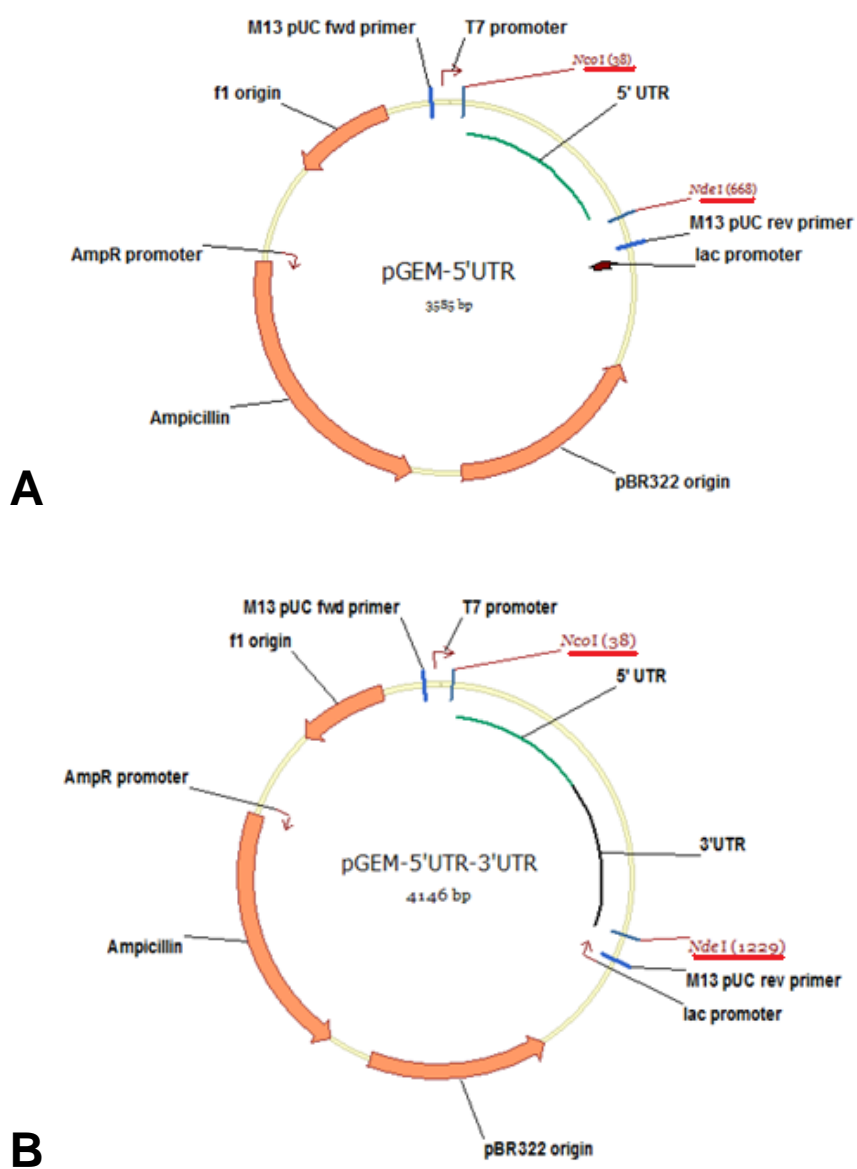 M13 pUC fwd primer
T7 promoter
NcoI (38)
f1 origin
5' UTR
NdeI (668)
M13 pUC rev primer
AmpR promoter
lac promoter
pGEM-5'UTR
3585 bp
Ampicillin
pBR322 origin
A
M13 pUC fwd primer
T7 promoter
NcoI (38)
f1 origin
5' UTR
AmpR promoter
3'UTR
pGEM-5'UTR-3'UTR
4146 bp
Ampicillin
NdeI (1229)
M13 pUC rev primer
lac promoter
pBR322 origin
B